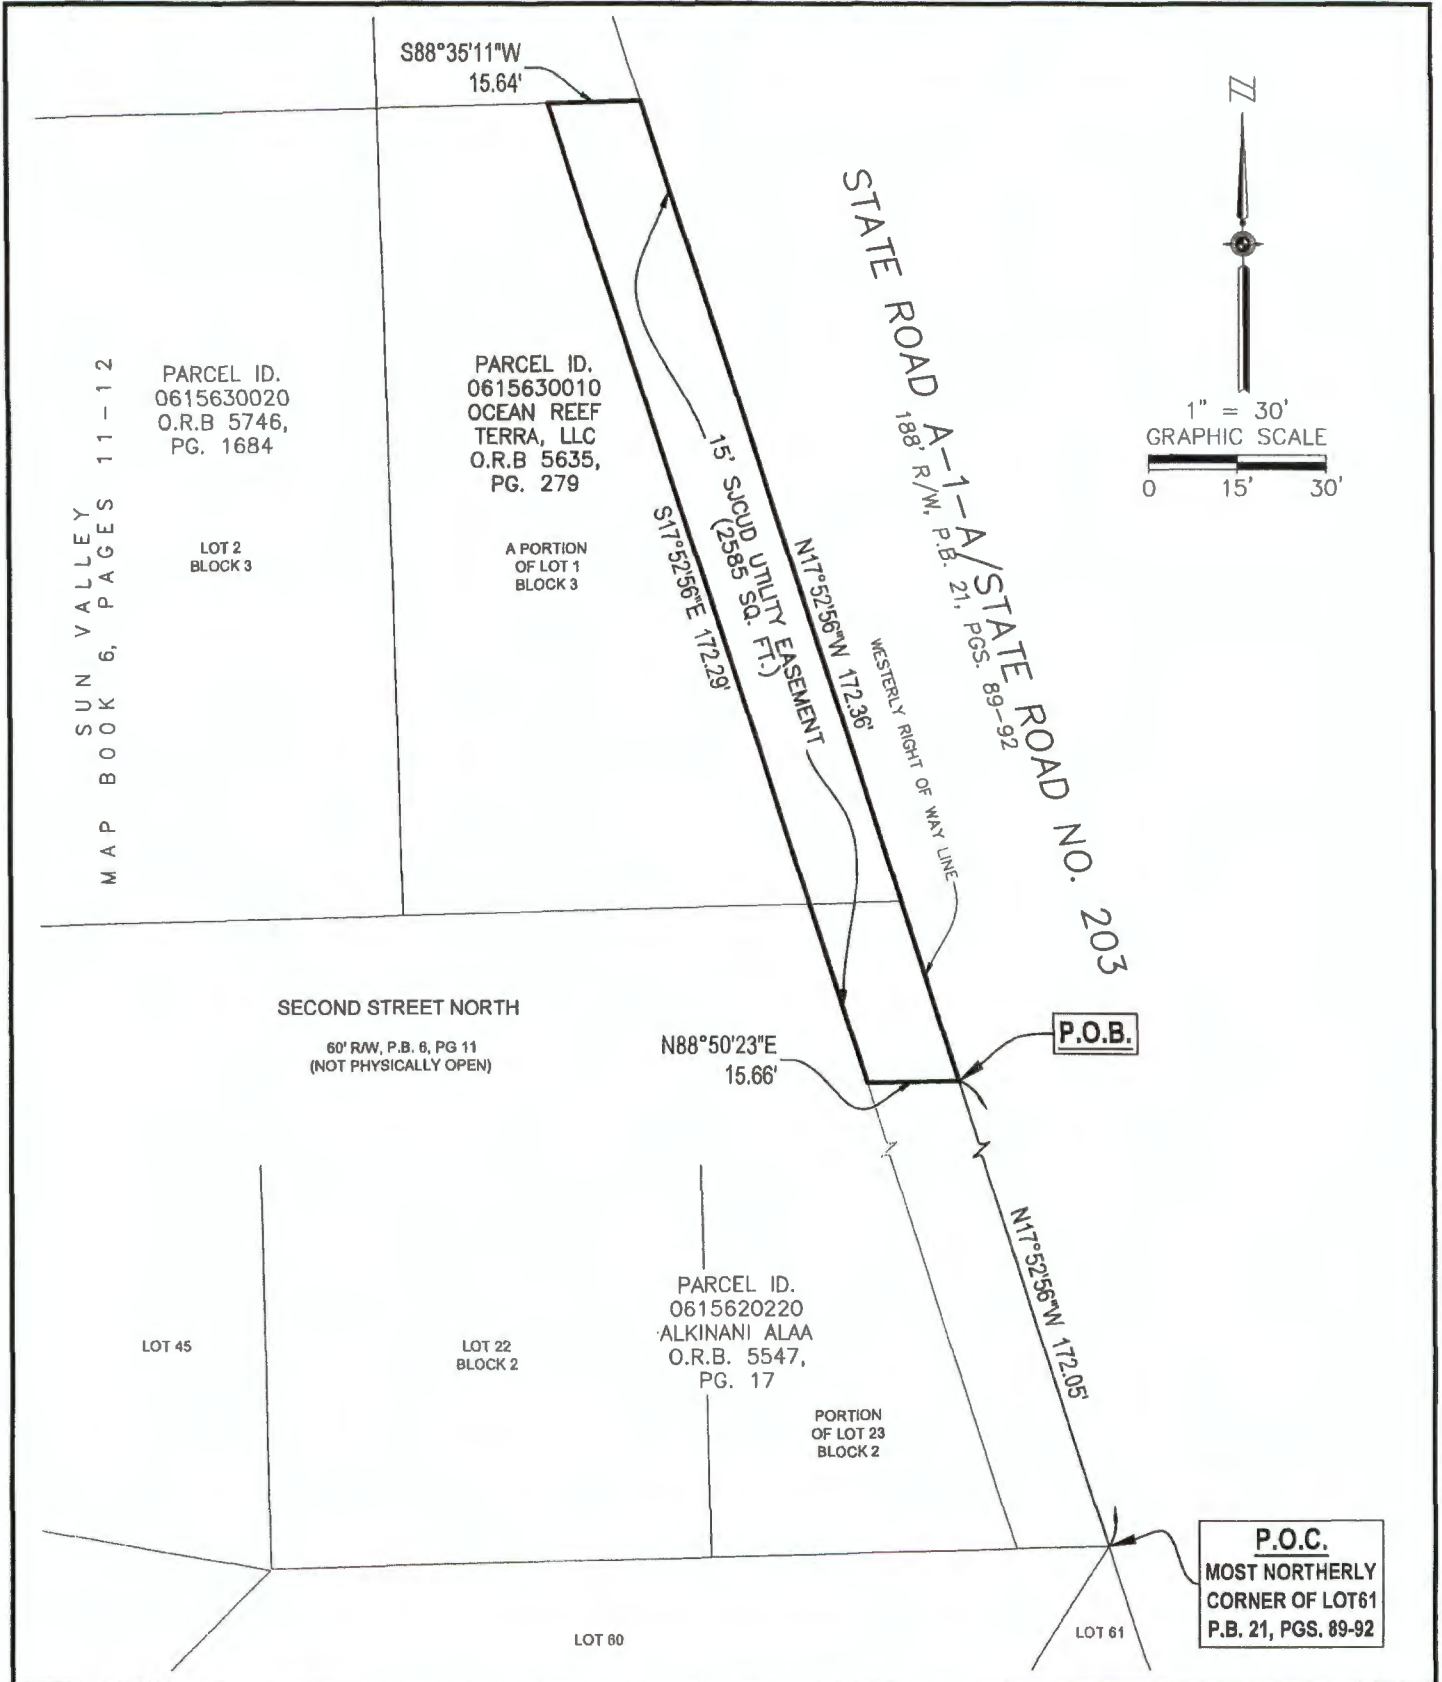 S88°35'11"W
15.64'
N
STATE ROAD A-1-A/STATE ROAD NO. 203
188' R/W, P.B. 21, PGS. 89-92
1" = 30'
GRAPHIC SCALE
0 15' 30'
SUN VALLEY
MAP BOOK 6, PAGES 11-12
PARCEL ID.
0615630020
O.R.B 5746,
PG. 1684
LOT 2
BLOCK 3
PARCEL ID.
0615630010
OCEAN REEF
TERRA, LLC
O.R.B 5635,
PG. 279
A PORTION
OF LOT 1
BLOCK 3
S17°52'56"E 172.29'
15' SJCUD UTILITY EASEMENT
(2585 SQ. FT.)
N17°52'56"W 172.36'
WESTERLY RIGHT OF WAY LINE
SECOND STREET NORTH
60' R/W, P.B. 6, PG 11
(NOT PHYSICALLY OPEN)
N88°50'23"E
15.66'
P.O.B.
N17°52'56"W 172.05'
LOT 45
LOT 22
BLOCK 2
PARCEL ID.
0615620220
ALKINANI ALAA
O.R.B. 5547,
PG. 17
PORTION
OF LOT 23
BLOCK 2
P.O.C.
MOST NORTHERLY
CORNER OF LOT61
P.B. 21, PGS. 89-92
LOT 60
LOT 61